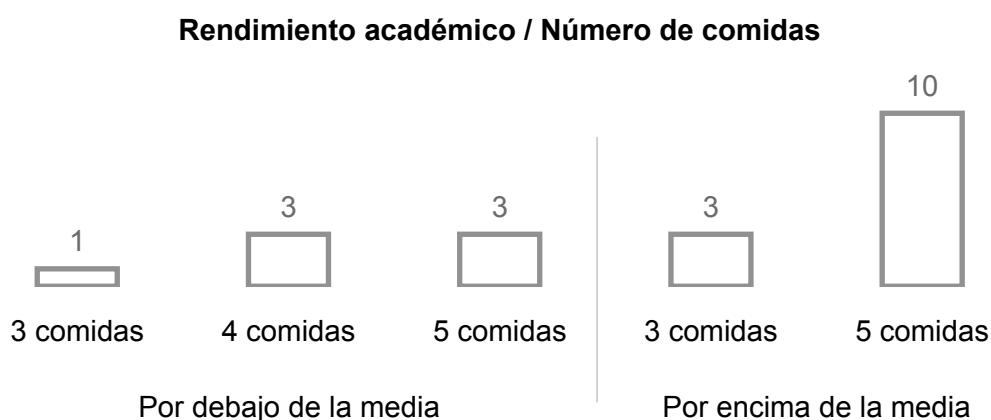 Rendimiento académico / Número de comidas
10
3
3
3
1
3 comidas
4 comidas
5 comidas
3 comidas
5 comidas
Por debajo de la media
Por encima de la media